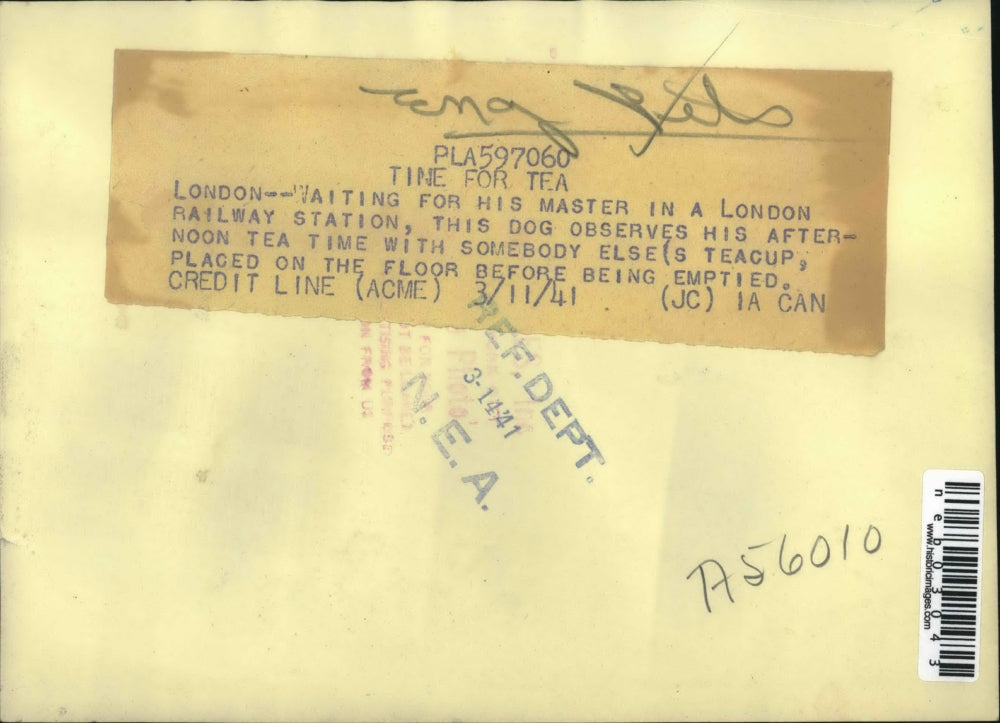 PLA597060
TINE FOR TEA
LONDON--WAITING FOR HIS MASTER IN A LONDON
RAILWAY STATION, THIS DOG OBSERVES HIS AFTER-
NOON TEA TIME WITH SOMEBODY ELSE(S TEACUP,
PLACED ON THE FLOOR BEFORE BEING EMPTIED.
CREDIT LINE (ACME) 3/11/41 (JC) IA CAN
REF. DEPT.
3-14-41
N. E. A.
A56010
neb03043
www.historicimages.com